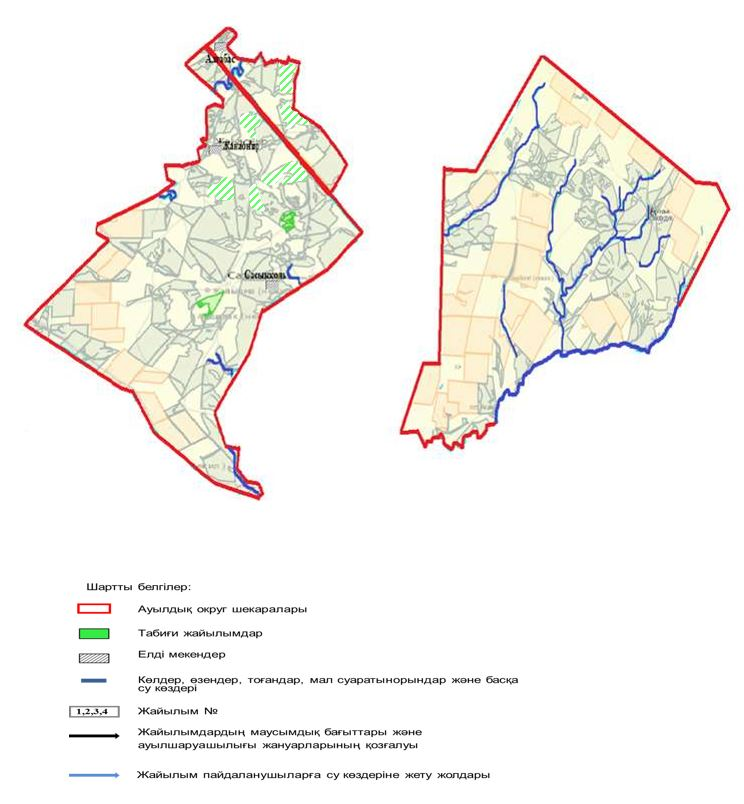 Сарыколь
Шартты белгілер:
Ауылдық округ шекаралары
Табиғи жайылымдар
Елді мекендер
Көлдер, өзендер, тоғандар, мал суаратынорындар және басқа
су көздері
1,2,3,4 Жайылым №
Жайылымдардың маусымдық бағыттары және
ауылшаруашылығы жануарларының қозғалуы
Жайылым пайдаланушыларға су көздеріне жету жолдары